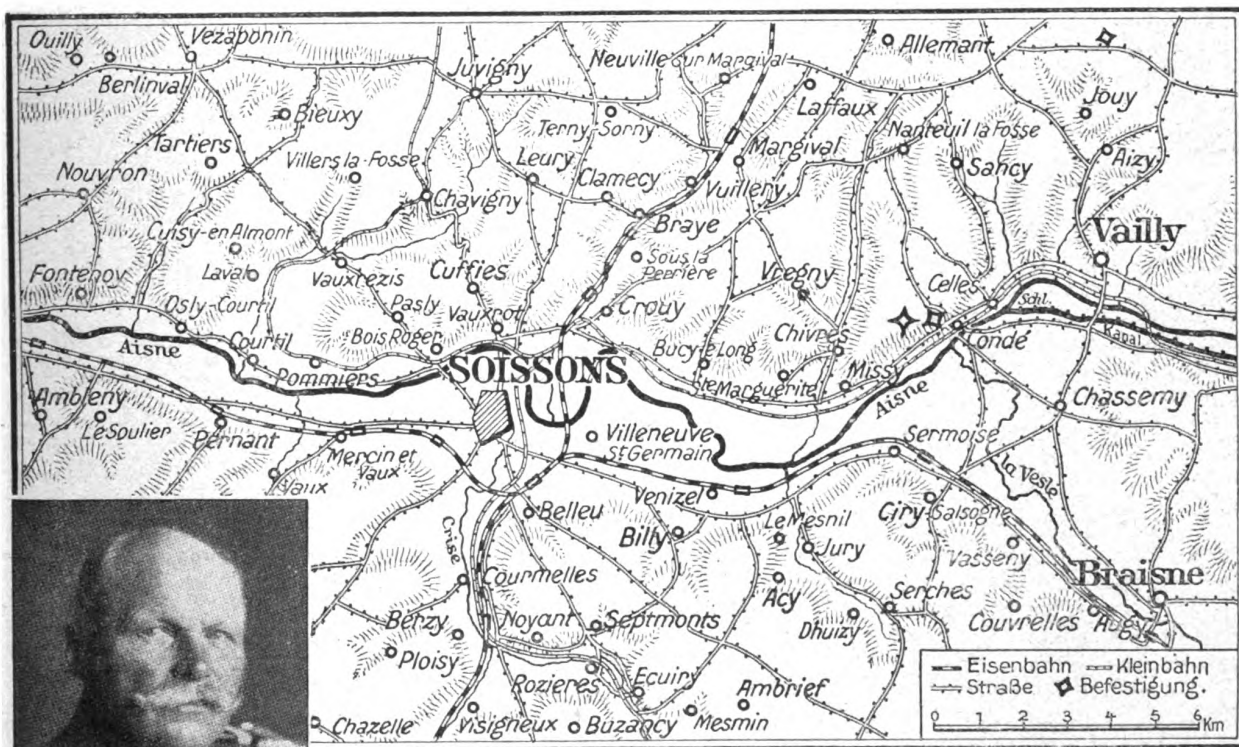 Ouilly
Vezaponin
Berlinval
Juvigny
Neuville sur Margival
Allemant
Bieuxy
Laffaux
Jouy
Terny-Sorny
Tartiers
Villers la-Fosse
Leury
Margival
Nanteuil la Fosse
Aizy
Nouvron
Clamecy
Vuillery
Sancy
Chavigny
Braye
Vailly
Cuisy-en Almont
Laval
Vauxrezis
Cuffies
Sous la Perrière
Vregny
Celles
Fontenoy
Osly-Courtil
Pasly
Vauxrot
Crouy
Schl.
Kanal
Aisne
Courtil
Bois Roger
Chivres
Condé
Pommiers
SOISSONS
Bucy-le Long
Ste Marguerite
Missy
Aisne
Chassemy
Ambleny
Le Soulier
Pernant
Mercin et Vaux
Villeneuve
St Germain
Sermoise
Vaux
Venizel
la Vesle
Belleu
Billy
Le Mesnil
Jury
Ciry-Salsogne
Vasseny
Crise
Courmelles
Acy
Serches
Braisne
Berzy
Noyant
Septmonts
Dhuizy
Couvrelles
Augy
Ploisy
Rozieres
Ecuiry
Ambrief
Chazelle
Visigneux
Buzancy
Mesmin
Eisenbahn
Kleinbahn
Straße
Befestigung.
0 1 2 3 4 5 6 Km